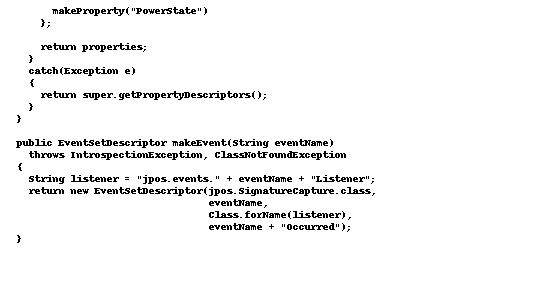 makeProperty("PowerState")
};
return properties;
}
catch(Exception e)
{
return super.getPropertyDescriptors();
}
}
public EventSetDescriptor makeEvent(String eventName)
throws IntrospectionException, ClassNotFoundException
{
String listener = "jpos.events." + eventName + "Listener";
return new EventSetDescriptor(jpos.SignatureCapture.class,
eventName,
Class.forName(listener),
eventName + "Occurred");
}